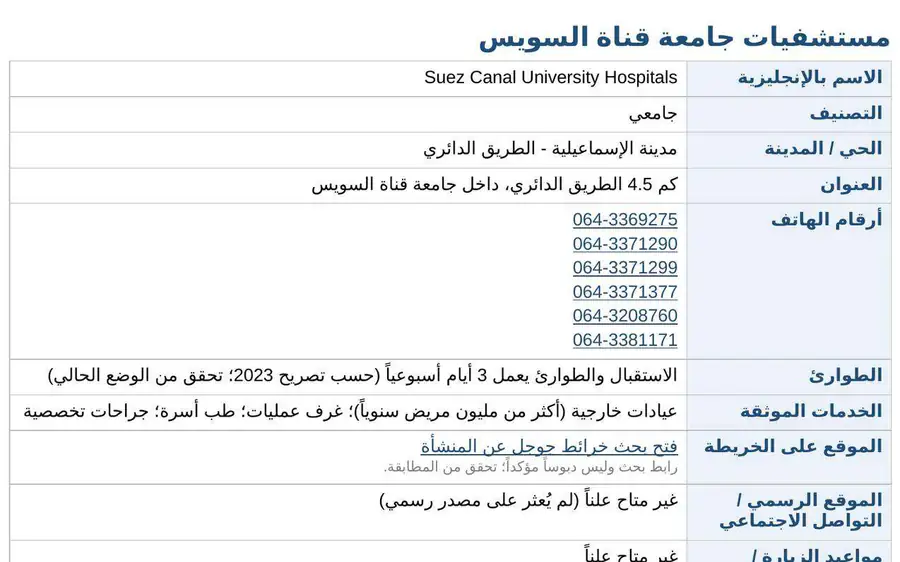 مستشفيات جامعة قناة السويس
الاسم بالإنجليزية
Suez Canal University Hospitals
التصنيف
جامعي
الحي / المدينة
مدينة الإسماعيلية - الطريق الدائري
العنوان
كم 4.5 الطريق الدائري، داخل جامعة قناة السويس
أرقام الهاتف
064-3369275
064-3371290
064-3371299
064-3371377
064-3208760
064-3381171
الطوارئ
الاستقبال والطوارئ يعمل 3 أيام أسبوعياً (حسب تصريح 2023؛ تحقق من الوضع الحالي)
الخدمات الموثقة
عيادات خارجية (أكثر من مليون مريض سنوياً)؛ غرف عمليات؛ طب أسرة؛ جراحات تخصصية
الموقع على الخريطة
فتح بحث خرائط جوجل عن المنشأة
رابط بحث وليس دبوساً مؤكداً؛ تحقق من المطابقة.
الموقع الرسمي /
التواصل الاجتماعي
غير متاح علناً (لم يُعثر على مصدر رسمي)
مواعيد الزيارة /
غير متاح علناً